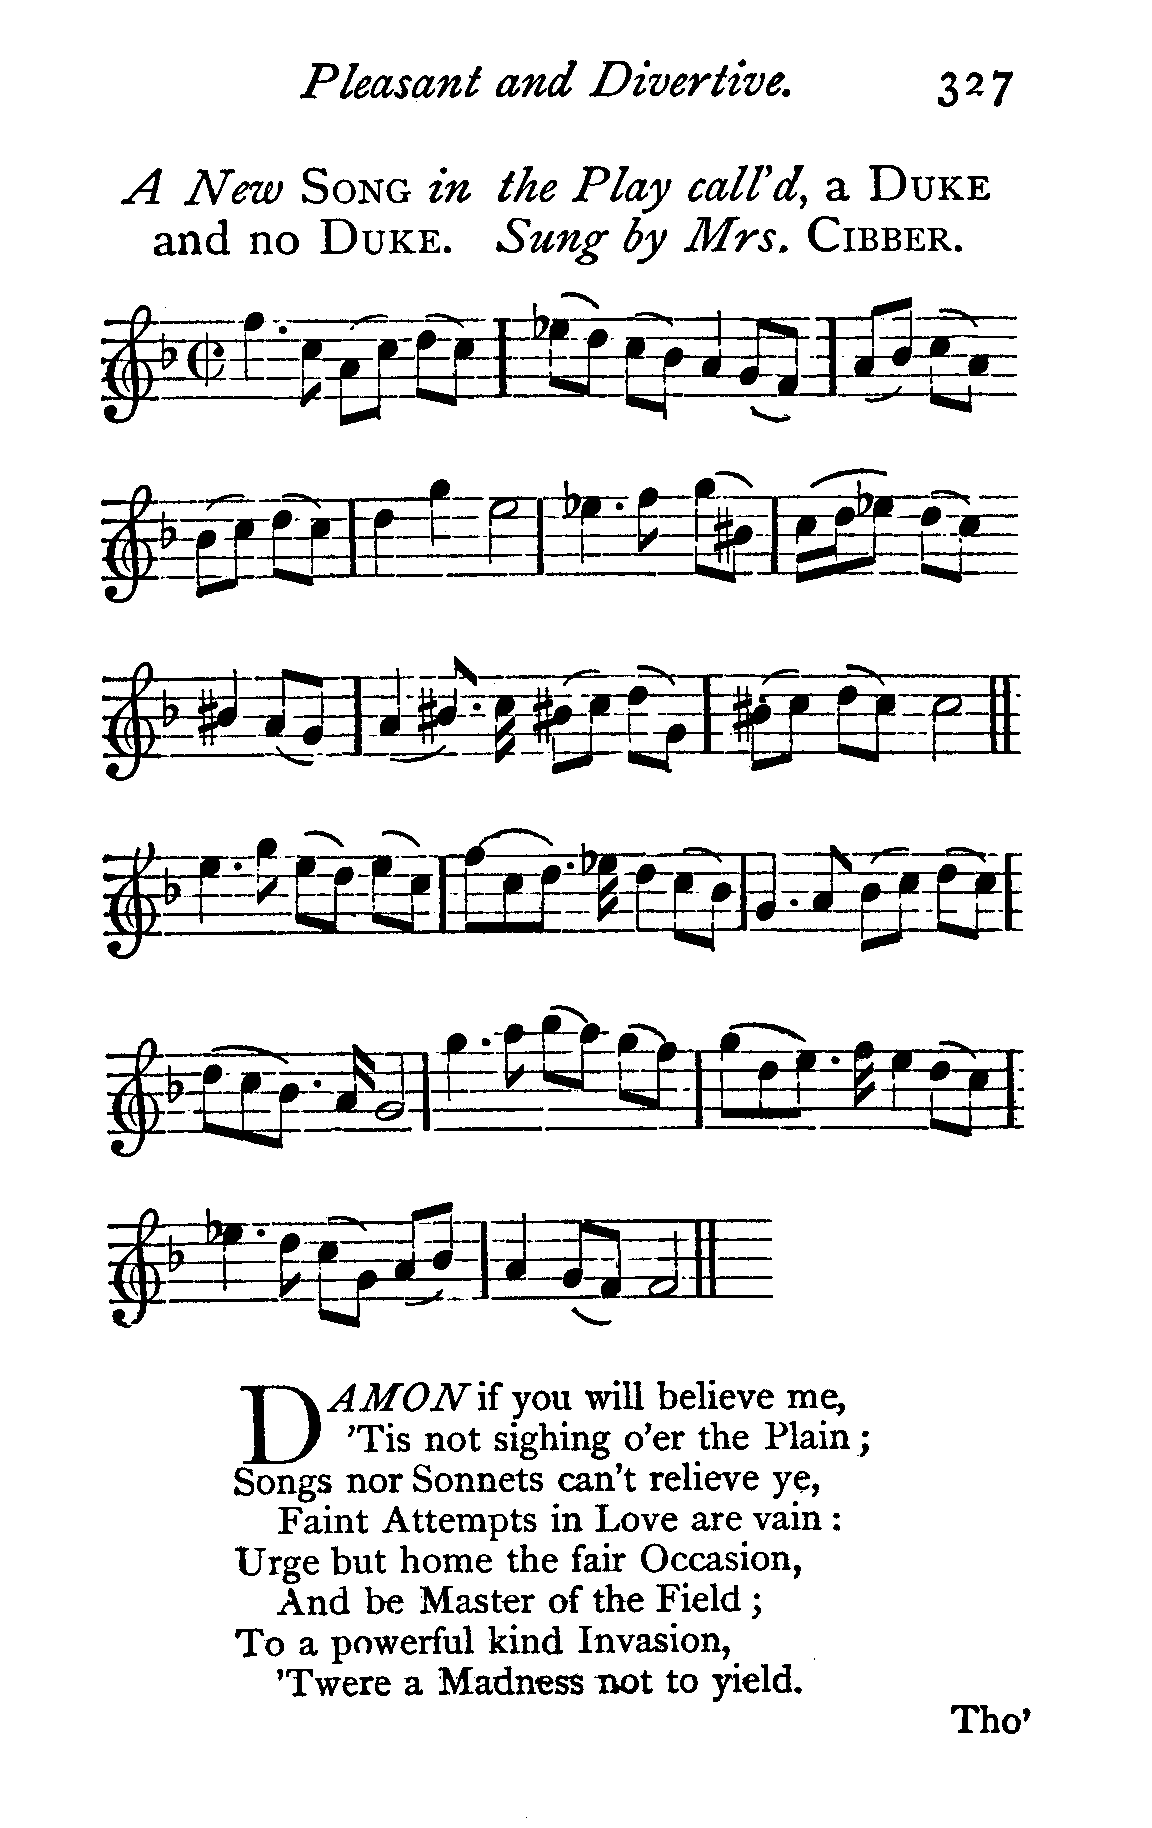 Pleasant and Divertive. 327
A New SONG in the Play call'd, a DUKE
and no DUKE. Sung by Mrs. CIBBER.
DAMON if you will believe me,
'Tis not sighing o'er the Plain;
Songs nor Sonnets can't relieve ye,
Faint Attempts in Love are vain:
Urge but home the fair Occasion,
And be Master of the Field;
To a powerful kind Invasion,
'Twere a Madness not to yield.
Tho'